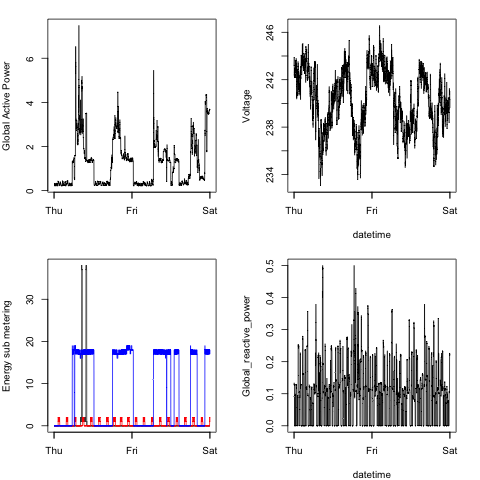 Global Active Power
0 2 4 6
Thu Fri Sat
Voltage
234 238 242 246
Thu Fri Sat
datetime
Energy sub metering
0 10 20 30
Thu Fri Sat
Global_reactive_power
0.0 0.1 0.2 0.3 0.4 0.5
Thu Fri Sat
datetime